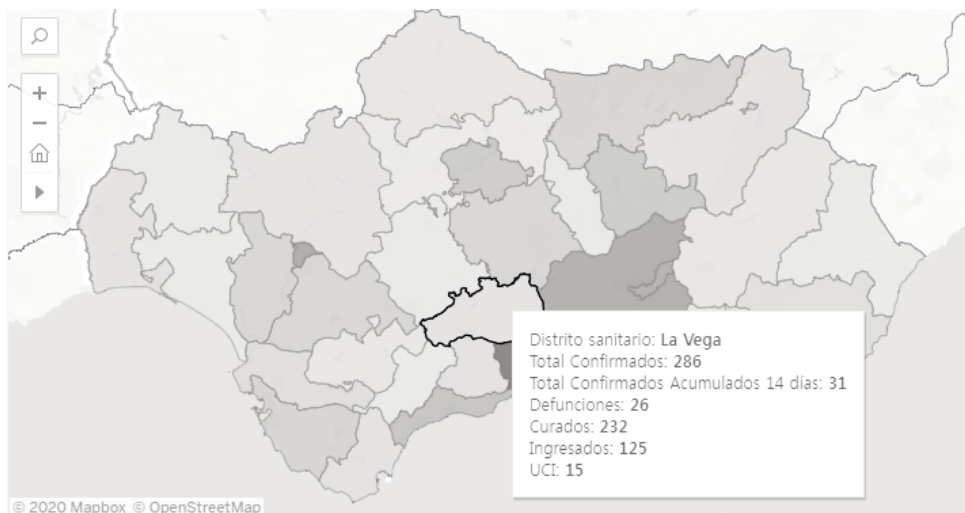 Distrito sanitario: La Vega
Total Confirmados: 286
Total Confirmados Acumulados 14 días: 31
Defunciones: 26
Curados: 232
Ingresados: 125
UCI: 15
© 2020 Mapbox © OpenStreetMap